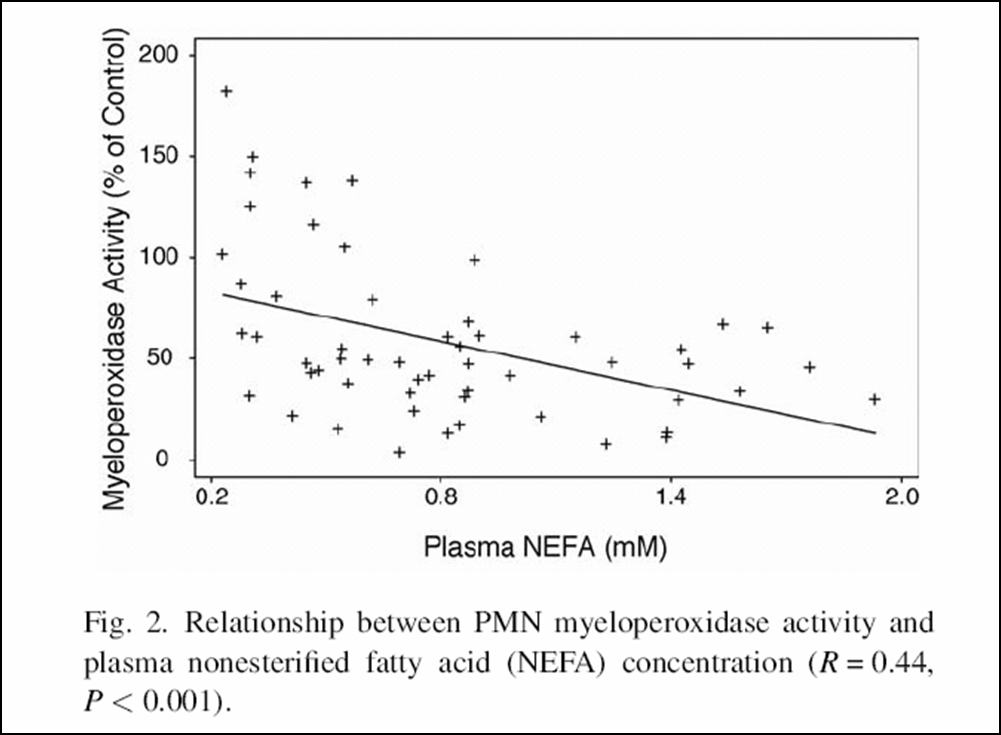 Myeloperoxidase Activity (% of Control)
200
150
100
50
0
0.2 0.8 1.4 2.0
Plasma NEFA (mM)
Fig. 2. Relationship between PMN myeloperoxidase activity and
plasma nonesterified fatty acid (NEFA) concentration (R = 0.44,
P < 0.001).